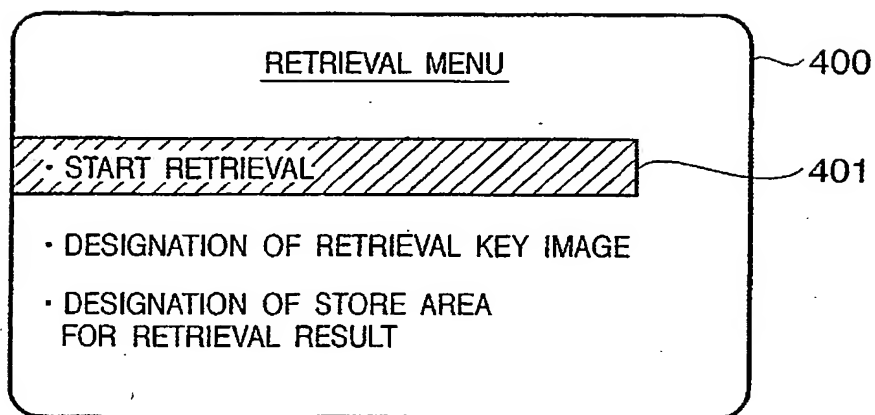 RETRIEVAL MENU
400
· START RETRIEVAL
401
· DESIGNATION OF RETRIEVAL KEY IMAGE
· DESIGNATION OF STORE AREA
FOR RETRIEVAL RESULT